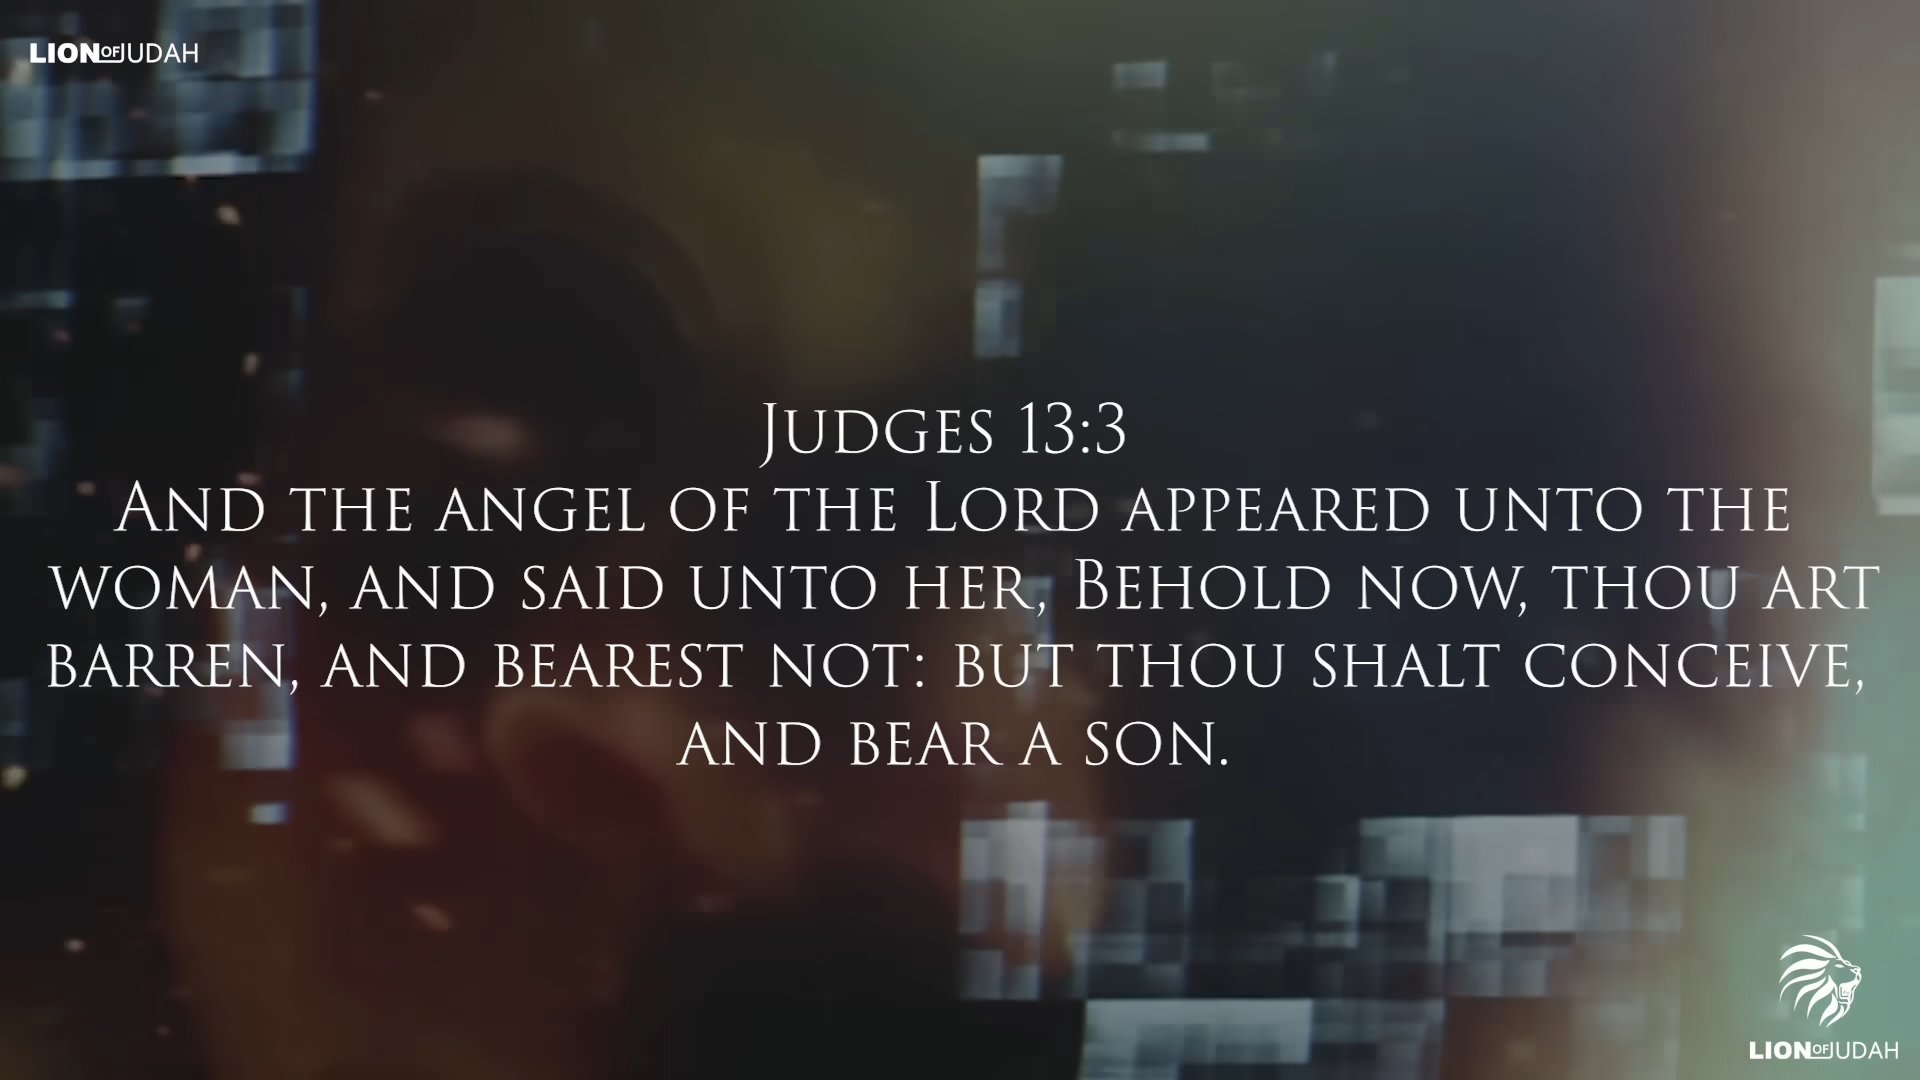 LION OF JUDAH
JUDGES 13:3
AND THE ANGEL OF THE LORD APPEARED UNTO THE
WOMAN, AND SAID UNTO HER, BEHOLD NOW, THOU ART
BARREN, AND BEAREST NOT: BUT THOU SHALT CONCEIVE,
AND BEAR A SON.
LION OF JUDAH